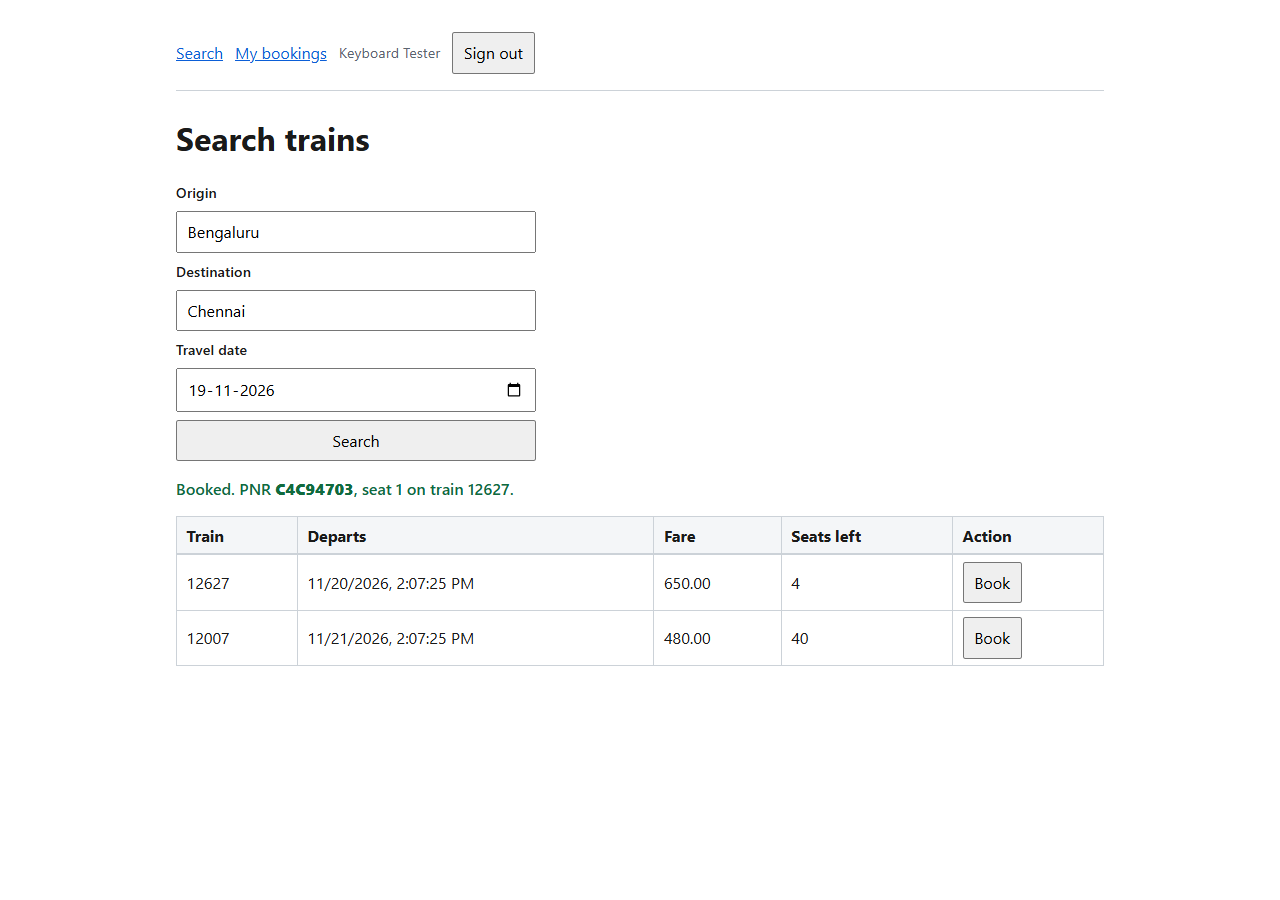 Search My bookings Keyboard Tester Sign out
Search trains
Origin
Bengaluru
Destination
Chennai
Travel date
19-11-2026
Search
Booked. PNR C4C94703, seat 1 on train 12627.
Train Departs Fare Seats left Action
12627 11/20/2026, 2:07:25 PM 650.00 4 Book
12007 11/21/2026, 2:07:25 PM 480.00 40 Book